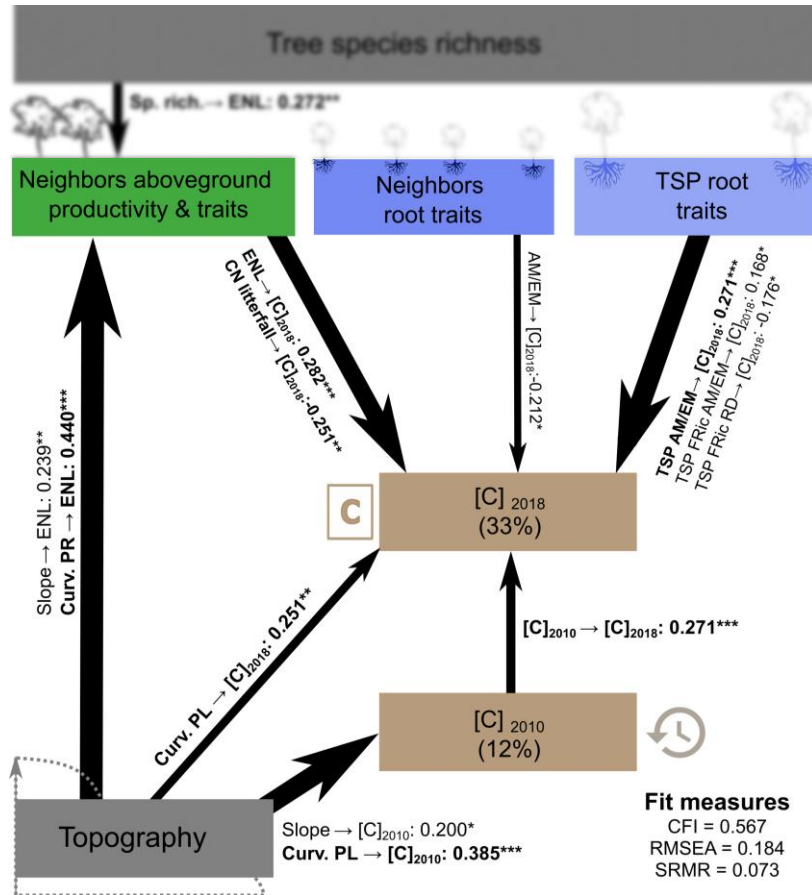 Tree species richness
Sp. rich.→ ENL: 0.272**
Neighbors aboveground
productivity & traits
Neighbors
root traits
TSP root
traits
ENL→ [C]2018: 0.282***
CN litterfall→ [C]2018:-0.251**
AM/EM→ [C]2018:-0.212*
TSP AM/EM→ [C]2018: 0.271***
TSP FRic AM/EM→ [C]2018: 0.168*
TSP FRic RD→ [C]2018: -0.176*
Slope → ENL: 0.239**
Curv. PR → ENL: 0.440***
C
[C] 2018
(33%)
Curv. PL → [C]2018: 0.251**
[C]2010 → [C]2018: 0.271***
[C] 2010
(12%)
Topography
Slope → [C]2010: 0.200*
Curv. PL → [C]2010: 0.385***
Fit measures
CFI = 0.567
RMSEA = 0.184
SRMR = 0.073